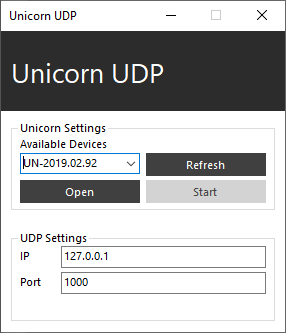 Unicorn UDP
Unicorn UDP
Unicorn Settings
Available Devices
UN-2019.02.92
Refresh
Open
Start
UDP Settings
IP
127.0.0.1
Port
1000